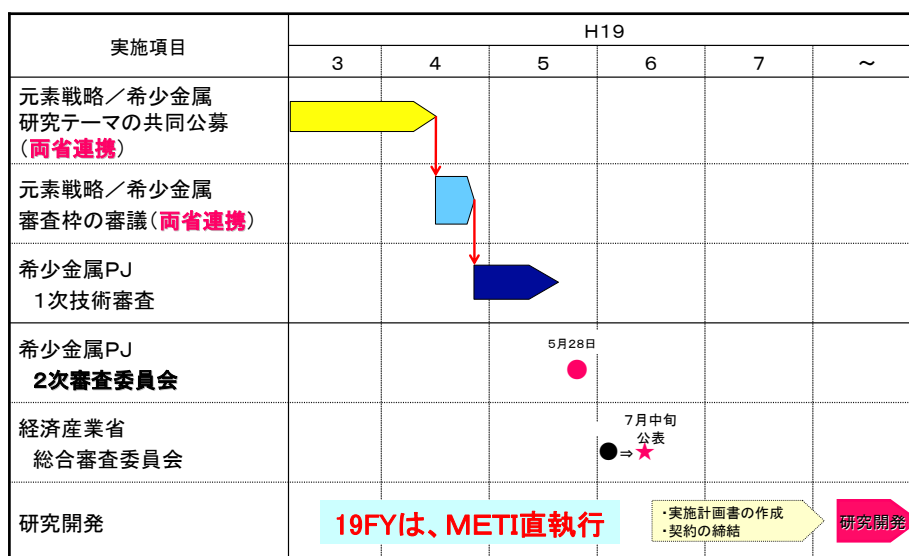 実施項目
H19
3
4
5
6
7
～
元素戦略／希少金属
研究テーマの共同公募
（両省連携）
元素戦略／希少金属
審査枠の審議（両省連携）
希少金属PJ
1次技術審査
希少金属PJ
2次審査委員会
5月28日
経済産業省
総合審査委員会
7月中旬
公表
⇒
研究開発
19FYは、METI直執行
・実施計画書の作成
・契約の締結
研究開発